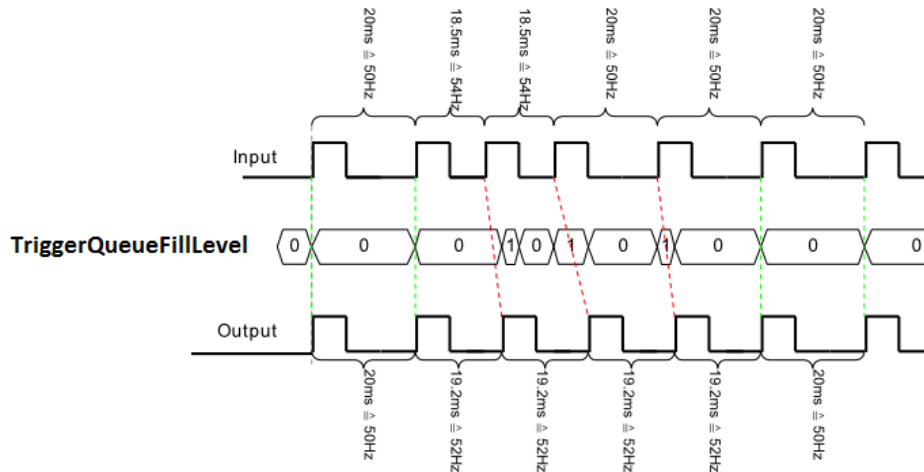 20ms ≙ 50Hz
18.5ms ≙ 54Hz
18.5ms ≙ 54Hz
20ms ≙ 50Hz
20ms ≙ 50Hz
20ms ≙ 50Hz
Input
TriggerQueueFillLevel
0 0 0 1 0 1 0 1 0 0 0
Output
20ms ≙ 50Hz
19.2ms ≙ 52Hz
19.2ms ≙ 52Hz
19.2ms ≙ 52Hz
19.2ms ≙ 52Hz
20ms ≙ 50Hz